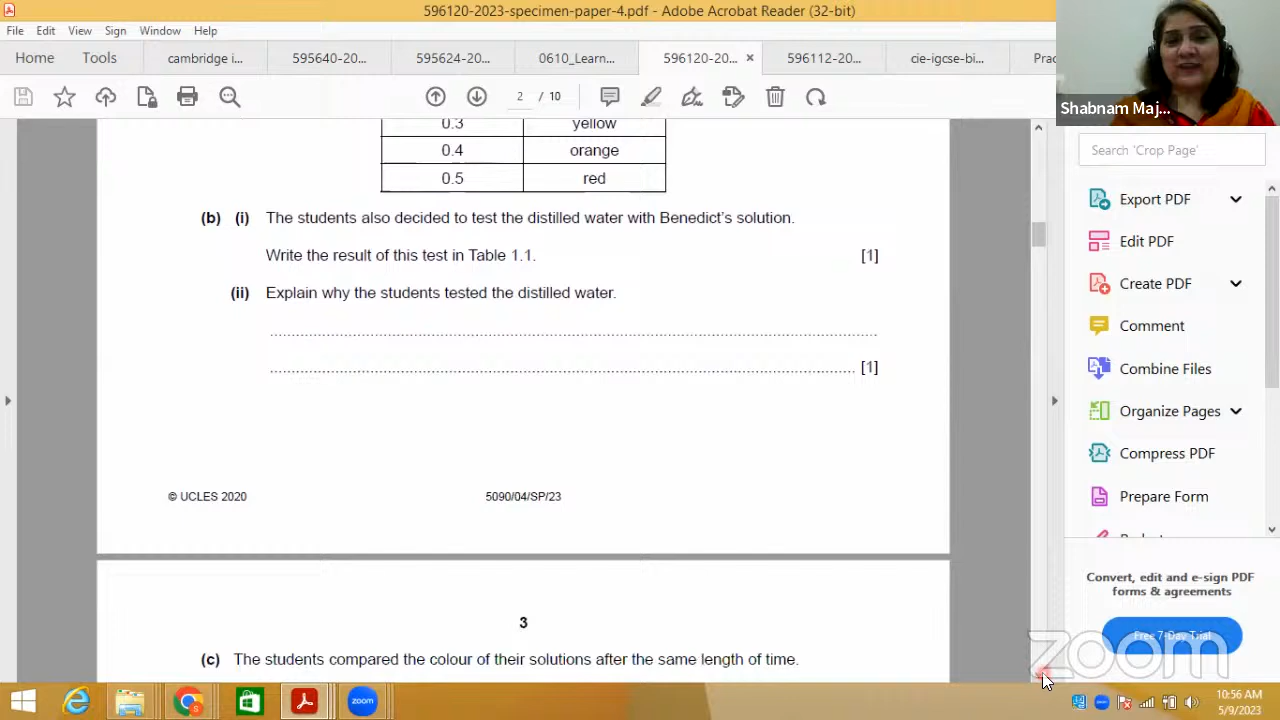 596120-2023-specimen-paper-4.pdf - Adobe Acrobat Reader (32-bit)
File Edit View Sign Window Help
Home Tools cambridge i... 595640-20... 595624-20... 0610_Learn... 596120-20... × 596112-20... cie-igcse-bi... Prac
2 / 10
Shabnam Maj...
Search 'Crop Page'
0.3 yellow
0.4 orange
0.5 red
(b) (i) The students also decided to test the distilled water with Benedict's solution.
Write the result of this test in Table 1.1. [1]
(ii) Explain why the students tested the distilled water.
[1]
© UCLES 2020 5090/04/SP/23
3
(c) The students compared the colour of their solutions after the same length of time.
Export PDF
Edit PDF
Create PDF
Comment
Combine Files
Organize Pages
Compress PDF
Prepare Form
Convert, edit and e-sign PDF
forms & agreements
Free 7-Day Trial
zoom
zoom
10:56 AM
5/9/2023